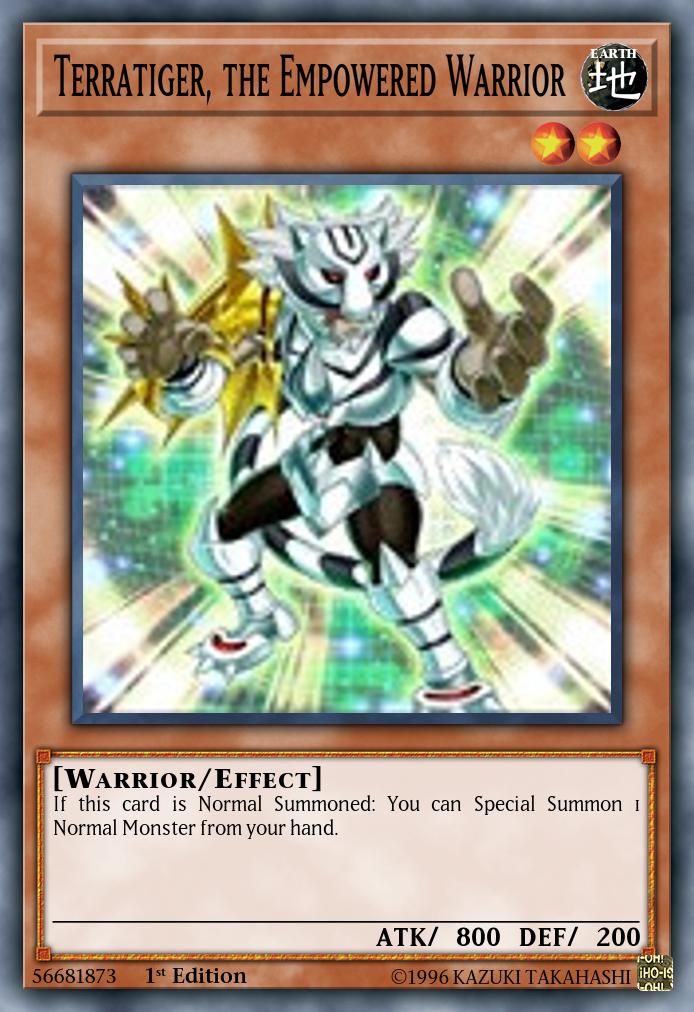 Terratiger, the Empowered Warrior
EARTH
地
[Warrior/Effect]
If this card is Normal Summoned: You can Special Summon 1
Normal Monster from your hand.
ATK/ 800 DEF/ 200
56681873 1st Edition ©1996 KAZUKI TAKAHASHI